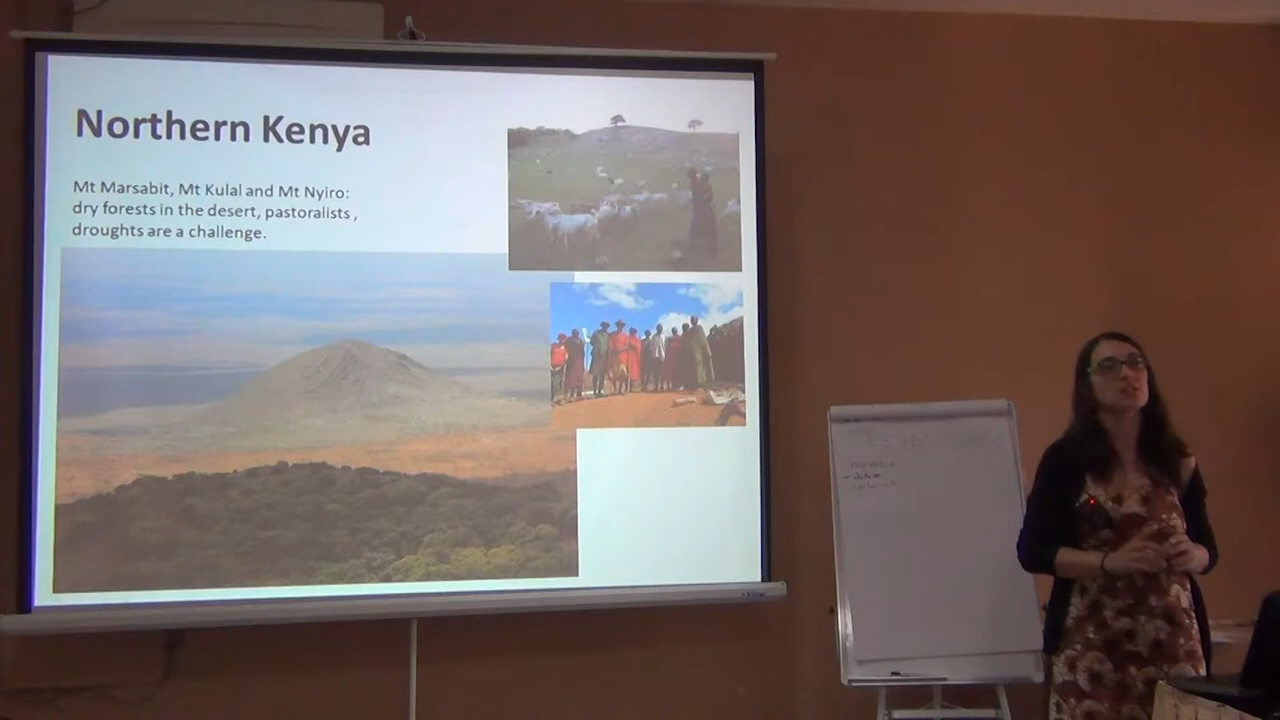 Northern Kenya
Mt Marsabit, Mt Kulal and Mt Nyiro:
dry forests in the desert, pastoralists ,
droughts are a challenge.